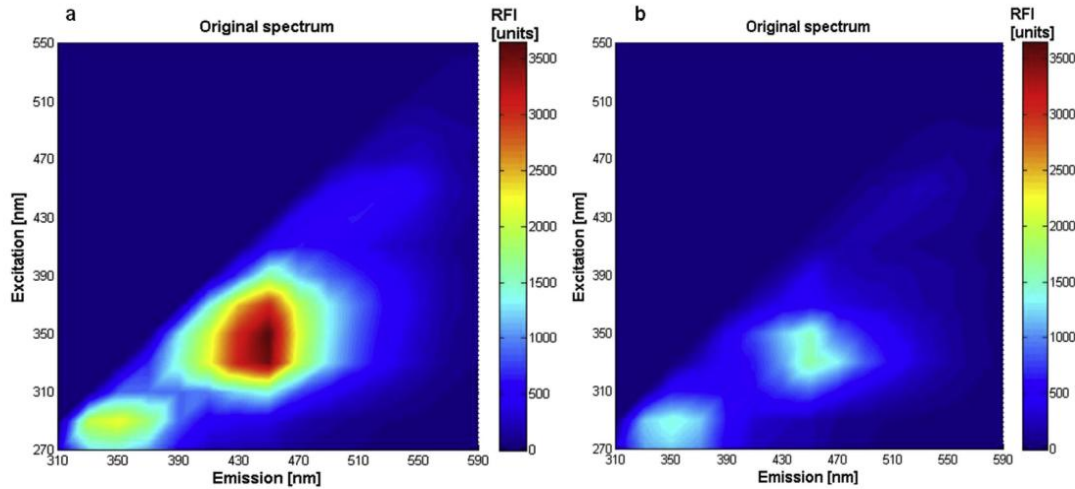 a
Original spectrum
RFI
[units]
550
510
470
430
390
350
310
270
Excitation [nm]
310 350 390 430 470 510 550 590
Emission [nm]
3500
3000
2500
2000
1500
1000
500
0
b
Original spectrum
RFI
[units]
550
510
470
430
390
350
310
270
Excitation [nm]
310 350 390 430 470 510 550 590
Emission [nm]
3500
3000
2500
2000
1500
1000
500
0